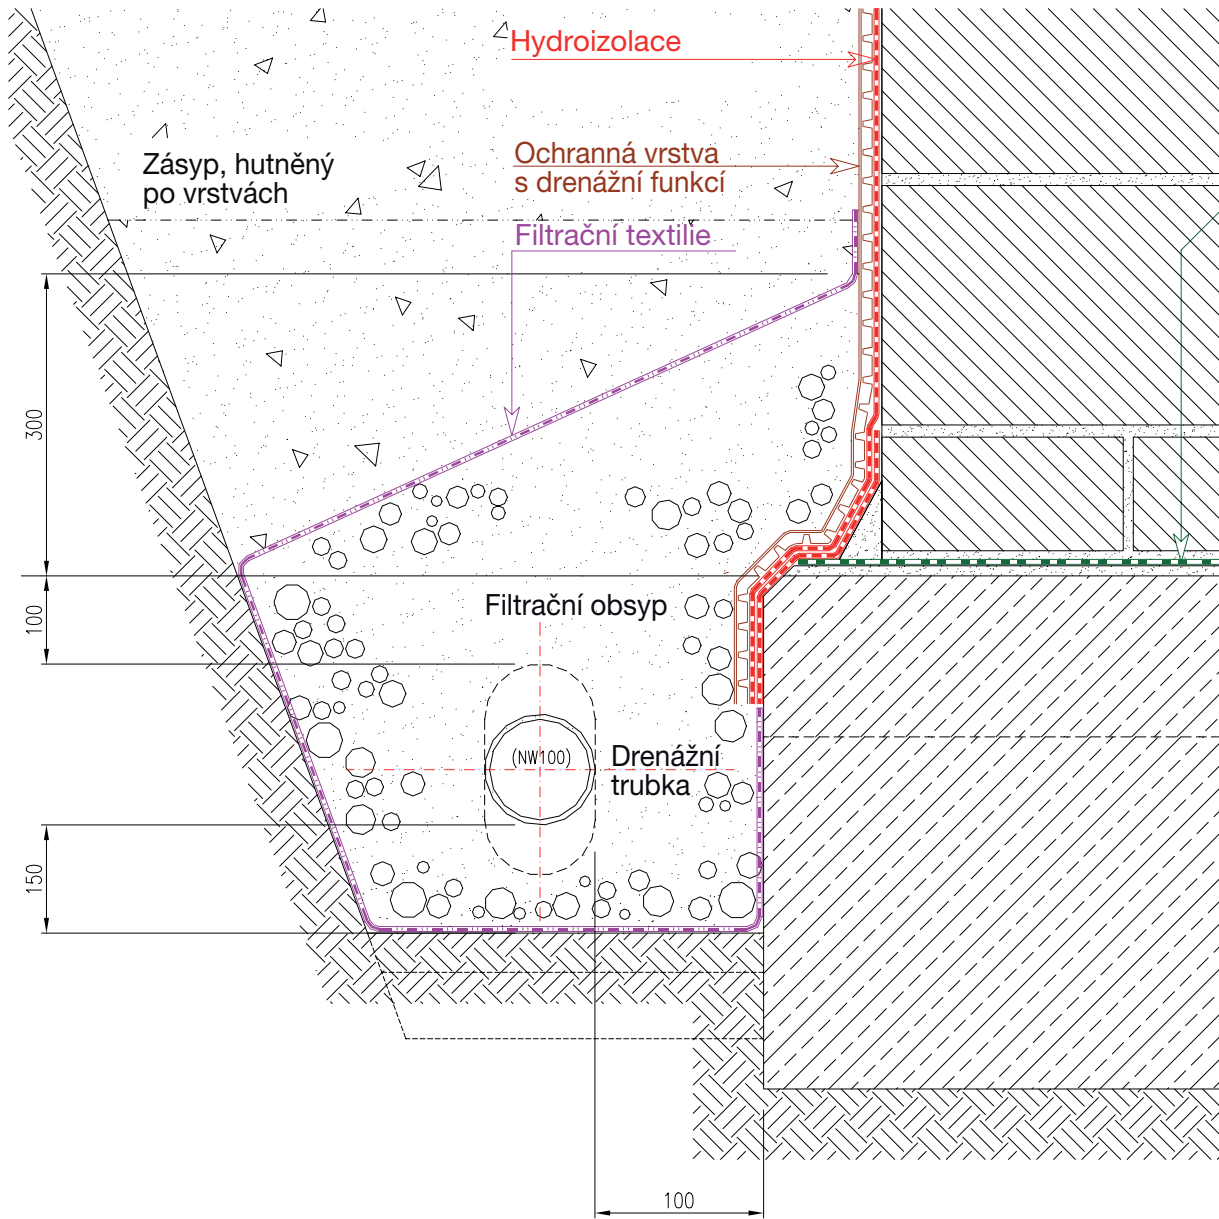 Hydroizolace
Ochranná vrstva
s drenážní funkcí
Zásyp, hutněný
po vrstvách
Filtrační textilie
300
100
Filtrační obsyp
(NW100)
Drenážní
trubka
150
100